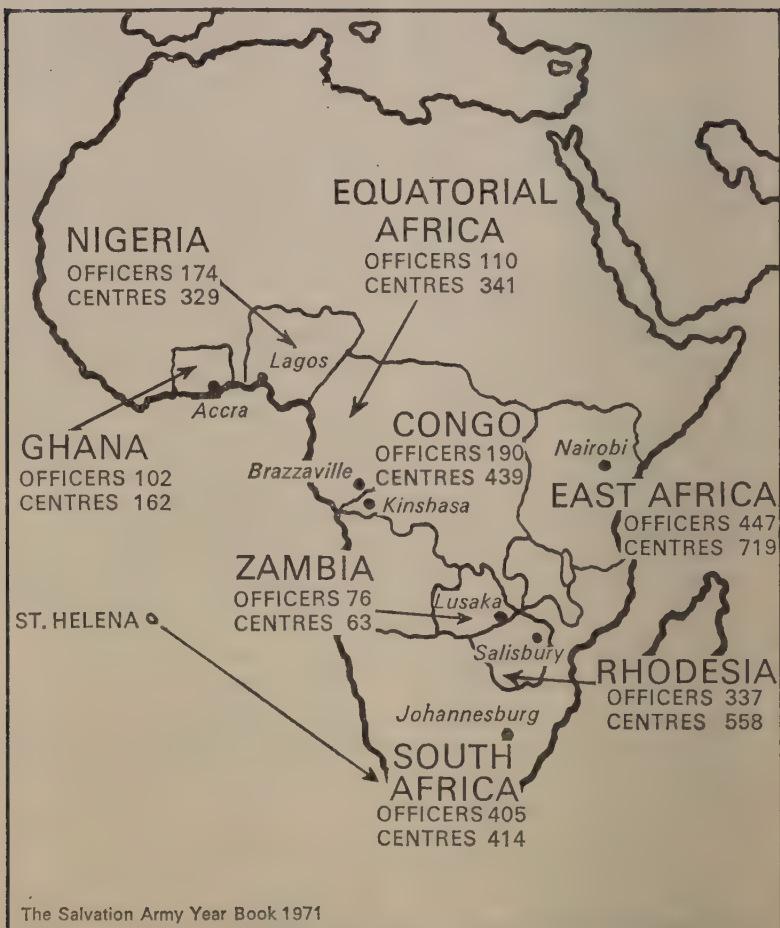 EQUATORIAL
AFRICA
OFFICERS 110
CENTRES 341
NIGERIA
OFFICERS 174
CENTRES 329
Lagos
Accra
GHANA
OFFICERS 102
CENTRES 162
CONGO
OFFICERS 190
CENTRES 439
Brazzaville
Kinshasa
Nairobi
EAST AFRICA
OFFICERS 447
CENTRES 719
ZAMBIA
OFFICERS 76
CENTRES 63
Lusaka
ST. HELENA
Salisbury
RHODESIA
OFFICERS 337
CENTRES 558
Johannesburg
SOUTH
AFRICA
OFFICERS 405
CENTRES 414
The Salvation Army Year Book 1971